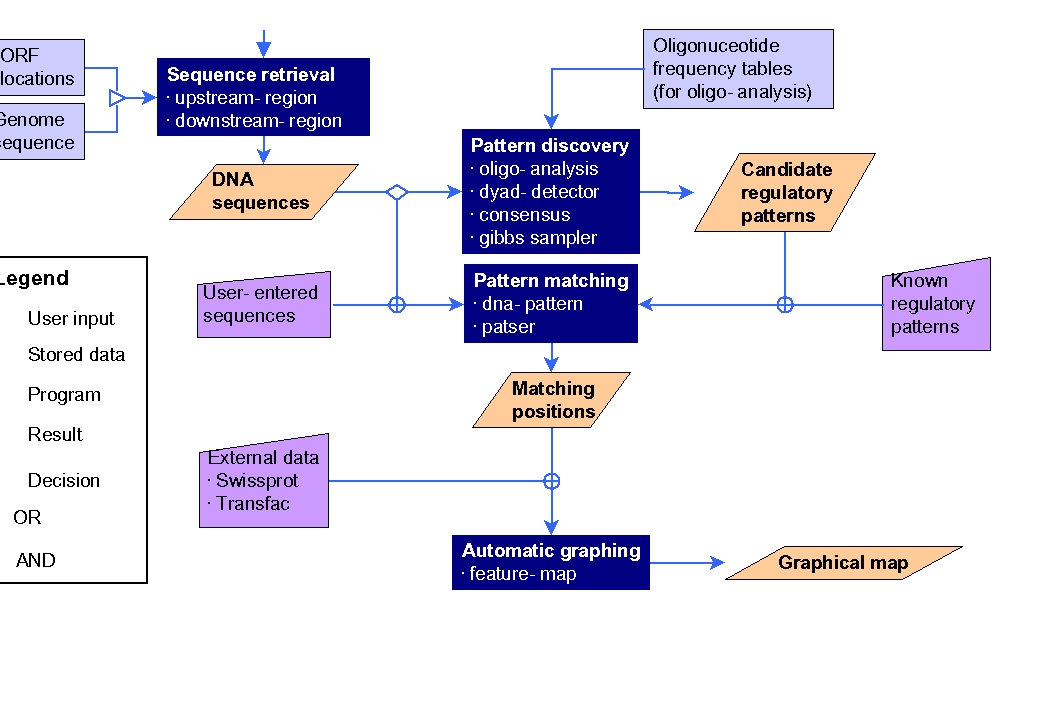 ORF
locations
Genome
sequence
Sequence retrieval
· upstream- region
· downstream- region
Oligonuceotide
frequency tables
(for oligo- analysis)
DNA
sequences
Pattern discovery
· oligo- analysis
· dyad- detector
· consensus
· gibbs sampler
Candidate
regulatory
patterns
User- entered
sequences
Pattern matching
· dna- pattern
· patser
Known
regulatory
patterns
Matching
positions
External data
· Swissprot
· Transfac
Automatic graphing
· feature- map
Graphical map
Legend
User input
Stored data
Program
Result
Decision
OR
AND